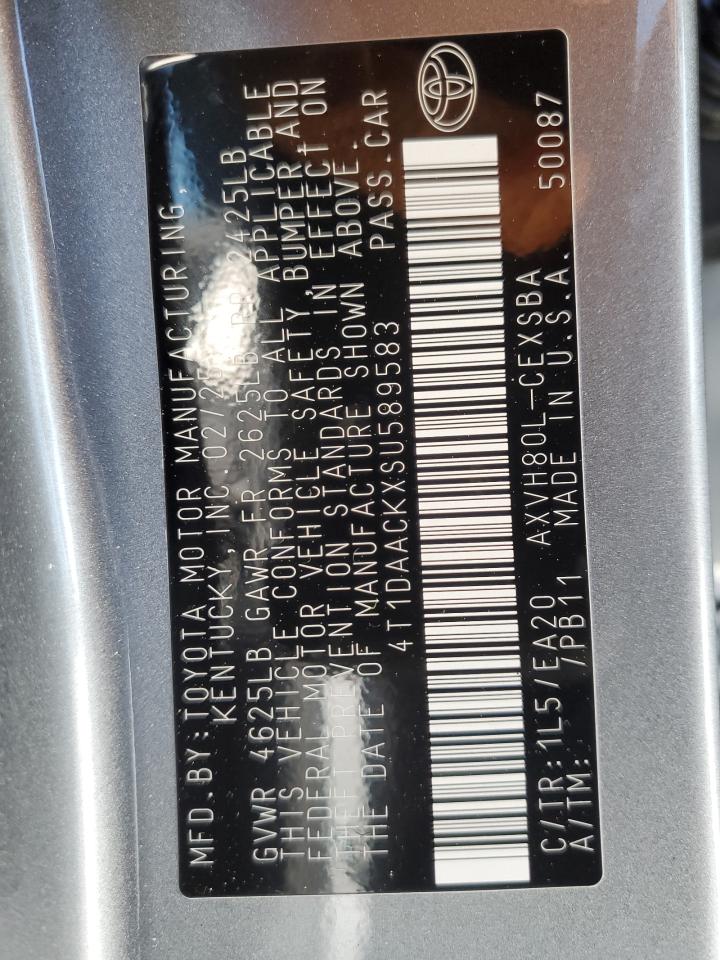 MFD.BY:TOYOTA MOTOR MANUFACTURING,
KENTUCKY,INC. 02/25
GVWR 4625LB GAWR FR 2625LB RR 2425LB
THIS VEHICLE CONFORMS TO ALL APPLICABLE
FEDERAL MOTOR VEHICLE SAFETY, BUMPER,AND
THEFT PREVENTION STANDARDS IN EFFECT ON
THE DATE OF MANUFACTURE SHOWN ABOVE.
4T1DAACKXSU589583 PASS.CAR
C/TR:1L5/EA20 AXVH80L-CEXSBA 50087
A/TM: /PB11 MADE IN U.S.A.